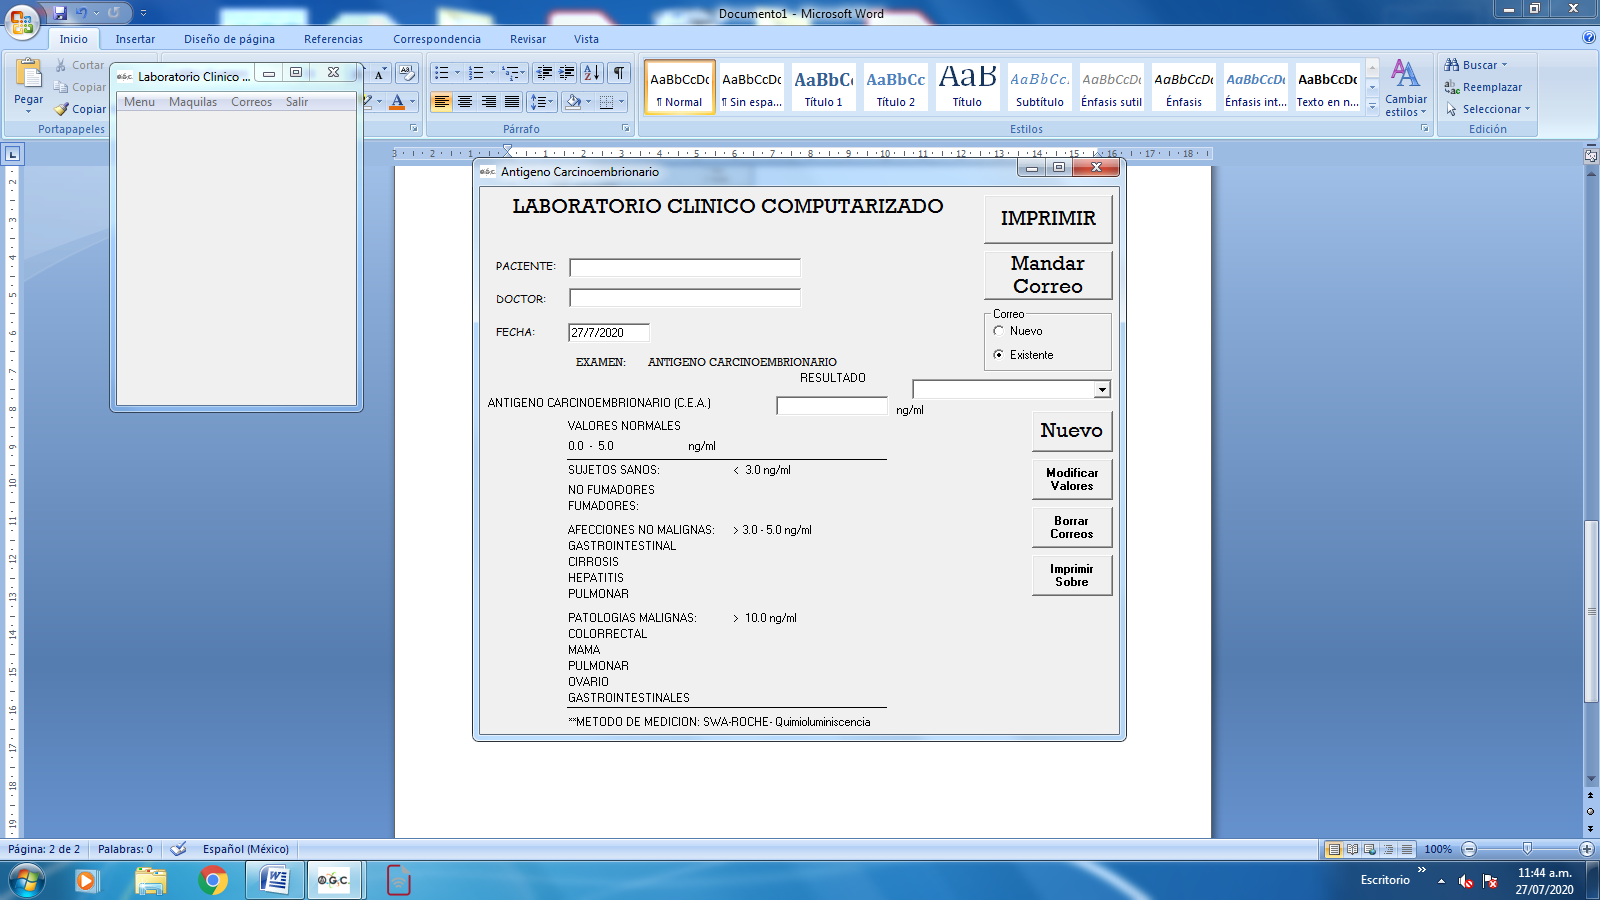 Documento1 - Microsoft Word
Inicio Insertar Diseño de página Referencias Correspondencia Revisar Vista
Pegar
Cortar
Copiar
Copiar
Portapapeles
Párrafo
AaBbCcDc AaBbCcDc AaBbCc AaBbCc AaB AaBbCc. AaBbCcDc AaBbCcDc AaBbCcDc AaBbCcDc
¶ Normal ¶ Sin espa... Título 1 Título 2 Título Subtítulo Énfasis sutil Énfasis Énfasis int... Texto en n...
Cambiar estilos
Estilos
Buscar
Reemplazar
Seleccionar
Edición
Laboratorio Clinico ...
Menu Maquilas Correos Salir
Antigeno Carcinoembrionario
LABORATORIO CLINICO COMPUTARIZADO
IMPRIMIR
Mandar
Correo
PACIENTE:
DOCTOR:
FECHA: 27/7/2020
Correo
Nuevo
Existente
EXAMEN: ANTIGENO CARCINOEMBRIONARIO
RESULTADO
ANTIGENO CARCINOEMBRIONARIO (C.E.A.) ng/ml
VALORES NORMALES
0.0 - 5.0 ng/ml
SUJETOS SANOS: < 3.0 ng/ml
NO FUMADORES
FUMADORES:
AFECCIONES NO MALIGNAS: > 3.0 - 5.0 ng/ml
GASTROINTESTINAL
CIRROSIS
HEPATITIS
PULMONAR
PATOLOGIAS MALIGNAS: > 10.0 ng/ml
COLORRECTAL
MAMA
PULMONAR
OVARIO
GASTROINTESTINALES
**METODO DE MEDICION: SWA-ROCHE- Quimioluminiscencia
Nuevo
Modificar
Valores
Borrar
Correos
Imprimir
Sobre
Página: 2 de 2 Palabras: 0 Español (México) 100%
O.G.C.
Escritorio
11:44 a.m.
27/07/2020